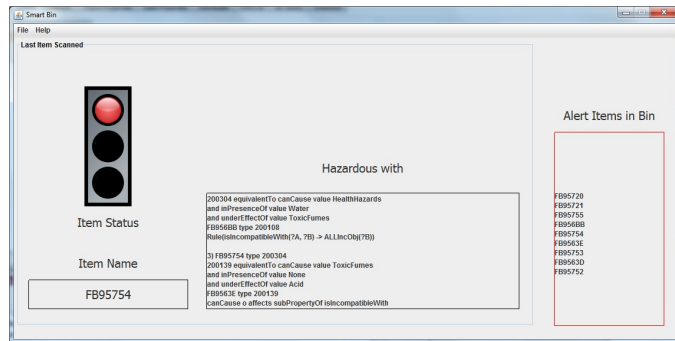 Smart Bin
File Help
Last Item Scanned
Item Status
Item Name
FB95754
Hazardous with
200304 equivalentTo canCause value HealthHazards
and inPresenceOf value Water
and underEffectOf value ToxicFumes
FB956BB type 200108
Rule(isIncompatibleWith(?A, ?B) -> ALLIncObj(?B))
3) FB95754 type 200304
200139 equivalentTo canCause value ToxicFumes
and inPresenceOf value None
and underEffectOf value Acid
FB9563E type 200139
canCause o affects subPropertyOf isIncompatibleWith
Alert Items in Bin
FB95720
FB95721
FB95755
FB956BB
FB95754
FB9563E
FB95753
FB9563D
FB95752